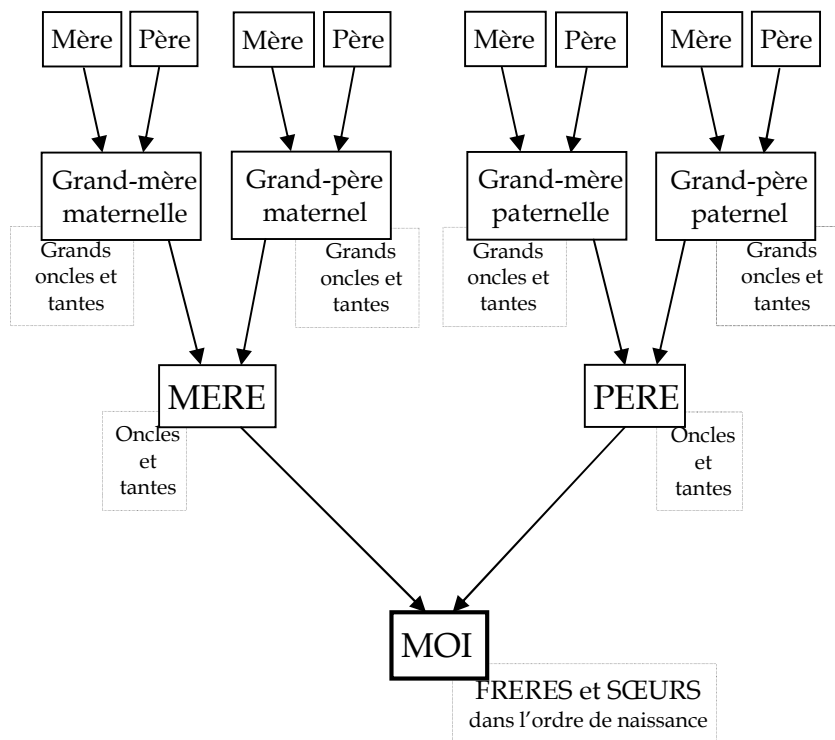 Mère Père Mère Père Mère Père Mère Père
Grand-mère
maternelle
Grand-père
maternel
Grand-mère
paternelle
Grand-père
paternel
Grands
oncles et
tantes
Grands
oncles et
tantes
Grands
oncles et
tantes
Grands
oncles et
tantes
MERE
PERE
Oncles
et
tantes
Oncles
et
tantes
MOI
FRERES et SŒURS
dans l'ordre de naissance